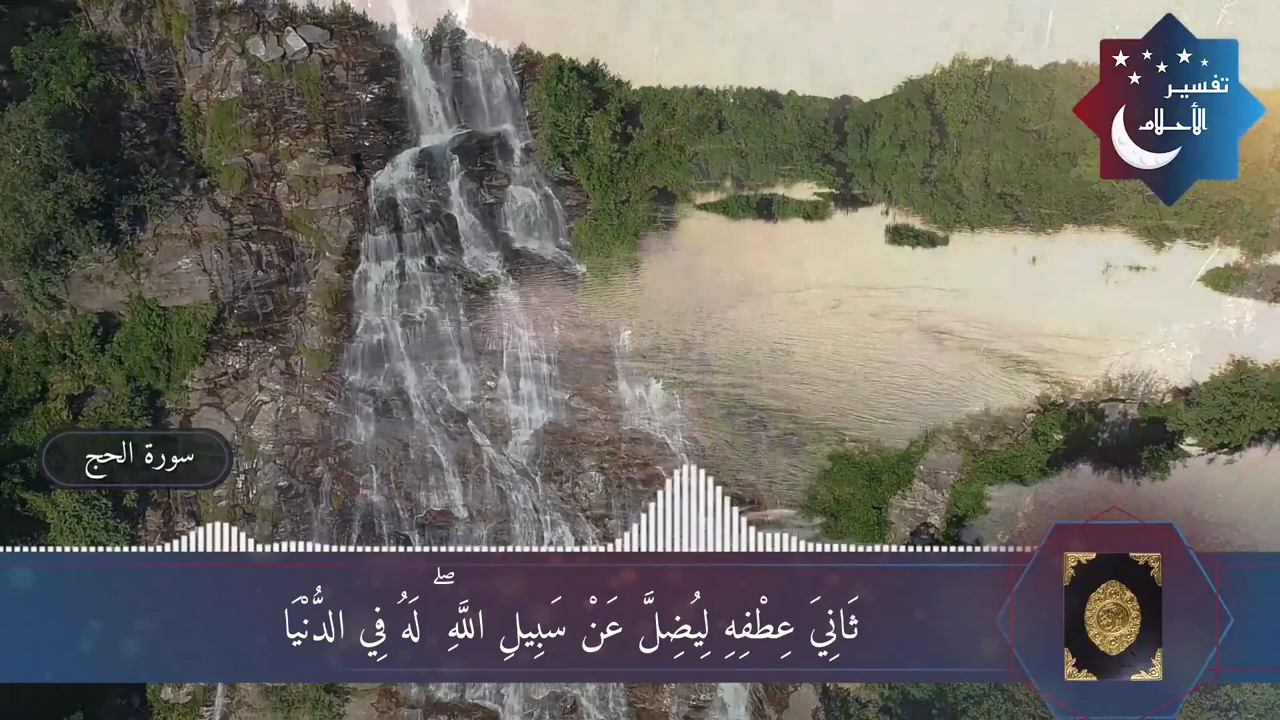 تفسير
الأحلام
سورة الحج
ثَانِيَ عِطْفِهِ لِيُضِلَّ عَنْ سَبِيلِ اللَّهِ ۖ لَهُ فِي الدُّنْيَا